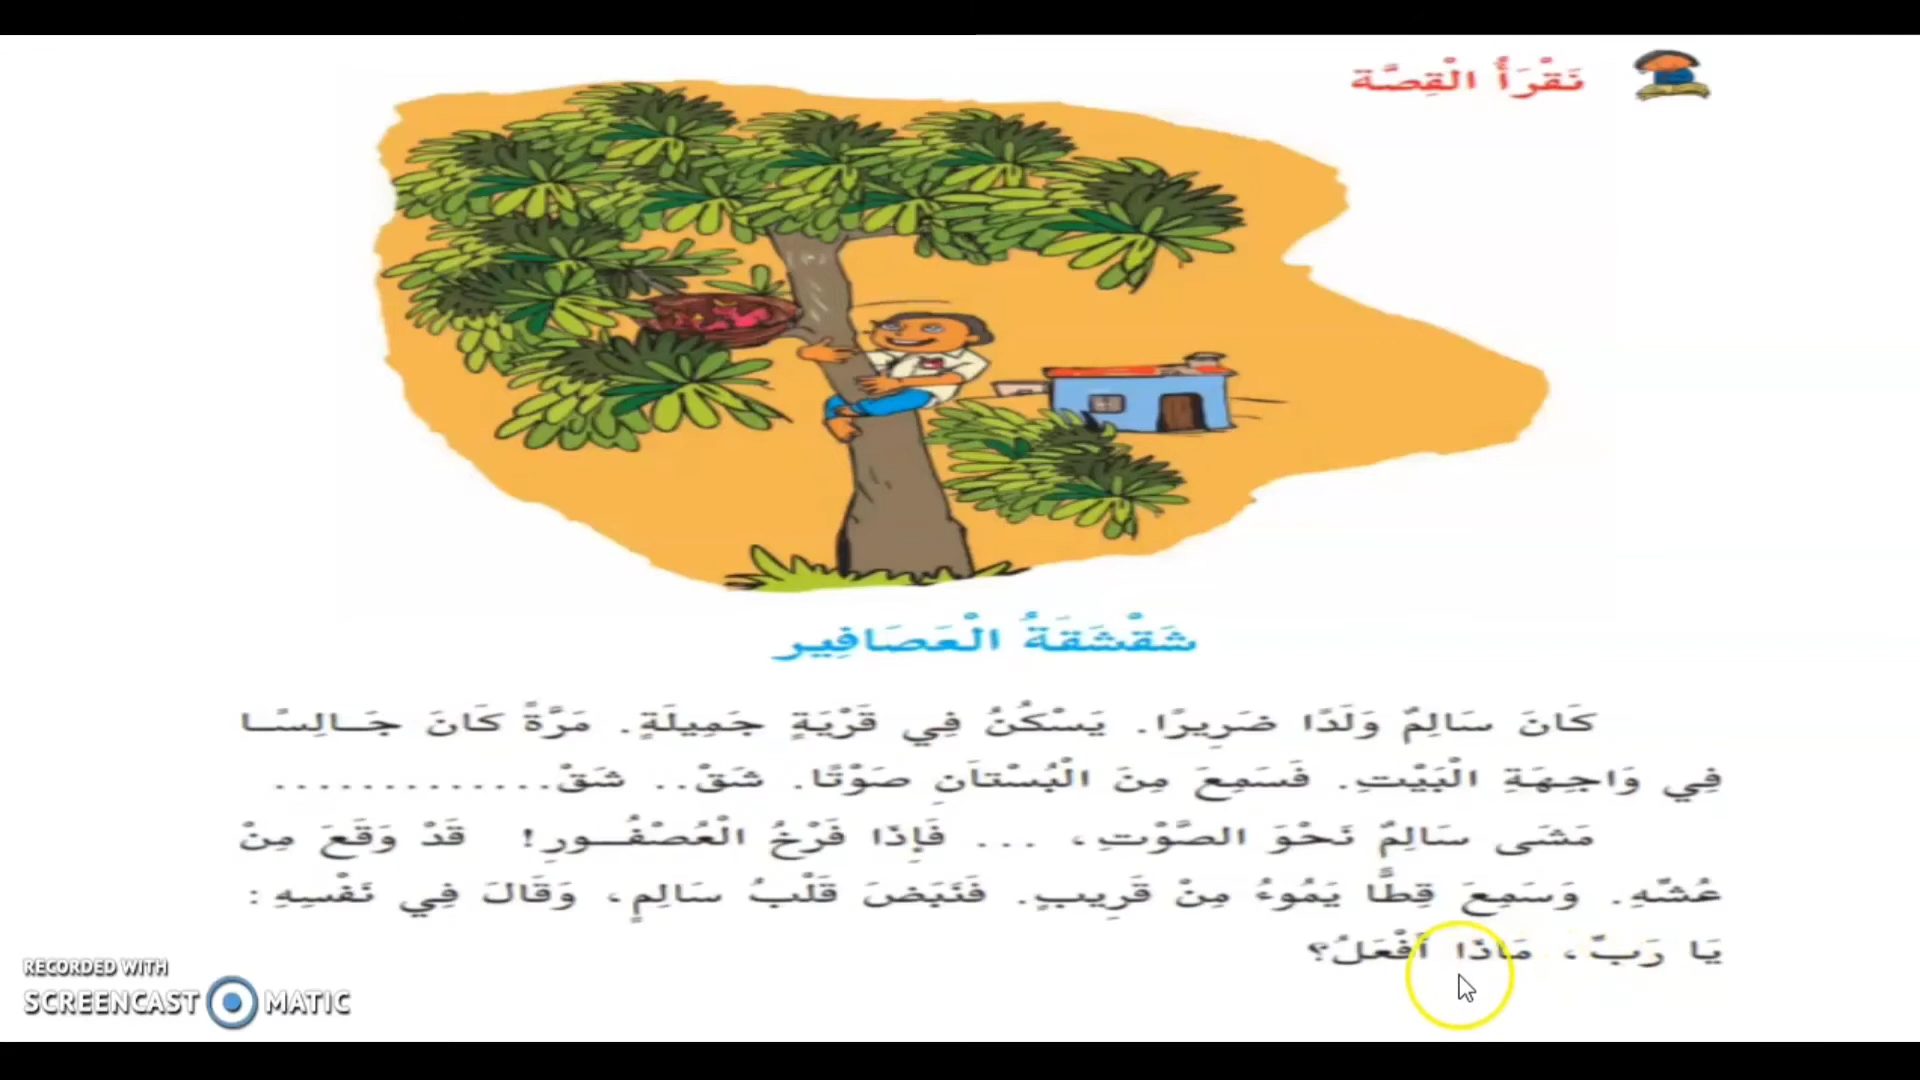 نَقْرَأُ الْقِصَّة
شَقْشَقَةُ الْعَصَافِير
كَانَ سَالِمٌ وَلَدًا ضَرِيرًا. يَسْكُنُ فِي قَرْيَةٍ جَمِيلَةٍ. مَرَّةً كَانَ جَالِسًا
فِي وَاجِهَةِ الْبَيْتِ. فَسَمِعَ مِنَ الْبُسْتَانِ صَوْتًا. شَقْ.. شَقْ.............
مَشَى سَالِمٌ نَحْوَ الصَّوْتِ، ... فَإِذَا فَرْخُ الْعُصْفُورِ! قَدْ وَقَعَ مِنْ
عُشِّهِ. وَسَمِعَ قِطًّا يَمُوءُ مِنْ قَرِيبٍ. فَنَبَضَ قَلْبُ سَالِمٍ، وَقَالَ فِي نَفْسِهِ:
يَا رَبِّ، مَاذَا أَفْعَلُ؟
RECORDED WITH
SCREENCAST MATIC